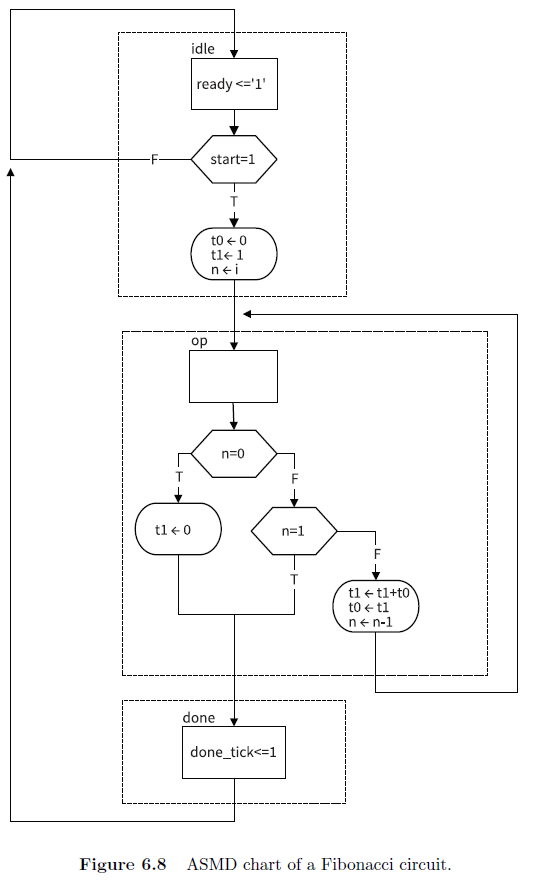 idle
ready <='1'
F
start=1
T
t0 ← 0
t1← 1
n ← i
op
n=0
T
F
t1 ← 0
n=1
T
F
t1 ← t1+t0
t0 ← t1
n ← n-1
done
done_tick<=1
Figure 6.8 ASMD chart of a Fibonacci circuit.